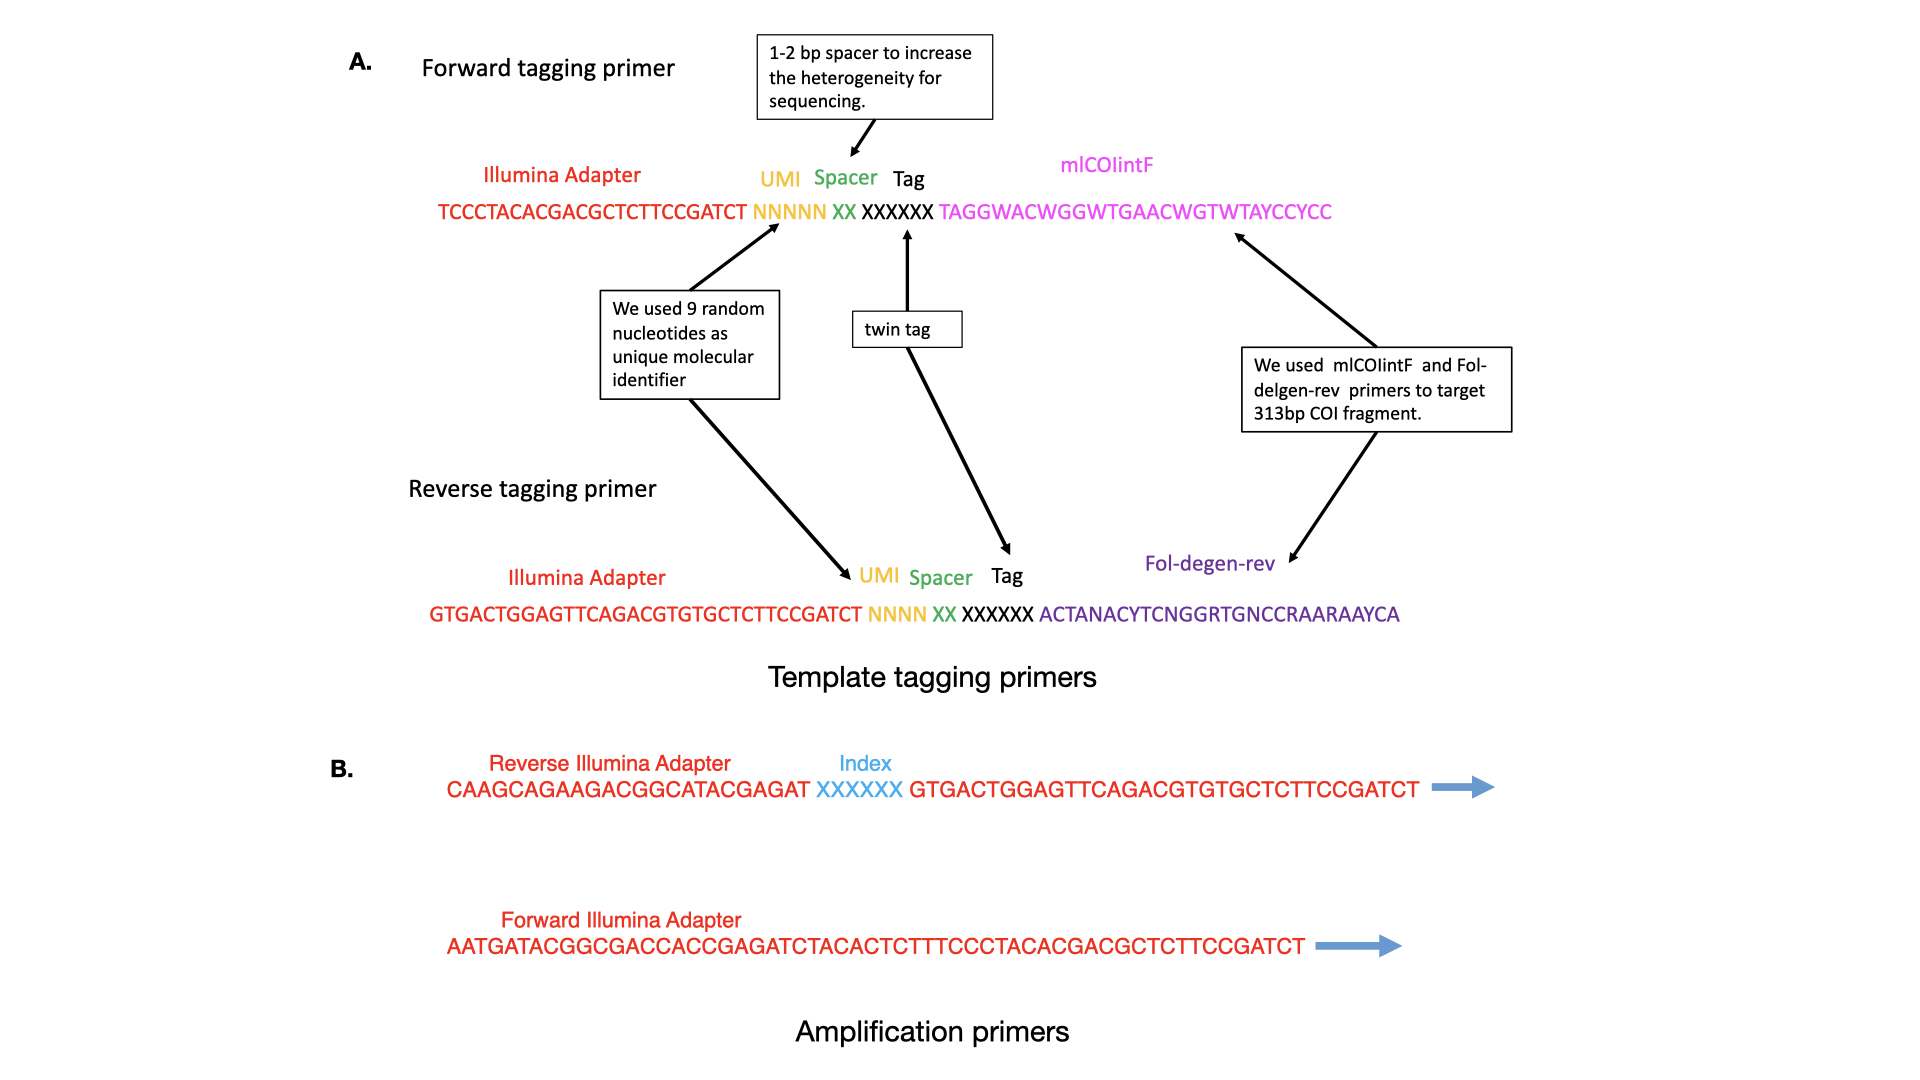 A.
Forward tagging primer
1-2 bp spacer to increase
the heterogeneity for
sequencing.
Illumina Adapter UMI Spacer Tag mlCOIintF
TCCCTACACGACGCTCTTCCGATCT NNNNN XX XXXXXX TAGGWACWGGWTGAACWGTWTAYCCYCC
We used 9 random
nucleotides as
unique molecular
identifier
twin tag
We used mlCOIintF and Fol-
delgen-rev primers to target
313bp COI fragment.
Reverse tagging primer
Illumina Adapter UMI Spacer Tag Fol-degen-rev
GTGACTGGAGTTCAGACGTGTGCTCTTCCGATCT NNNN XX XXXXXX ACTANACYTCNGGRTGNCCRAARAAYCA
Template tagging primers
B.
Reverse Illumina Adapter Index
CAAGCAGAAGACGGCATACGAGAT XXXXXX GTGACTGGAGTTCAGACGTGTGCTCTTCCGATCT
Forward Illumina Adapter
AATGATACGGCGACCACCGAGATCTACACTCTTTCCCTACACGACGCTCTTCCGATCT
Amplification primers